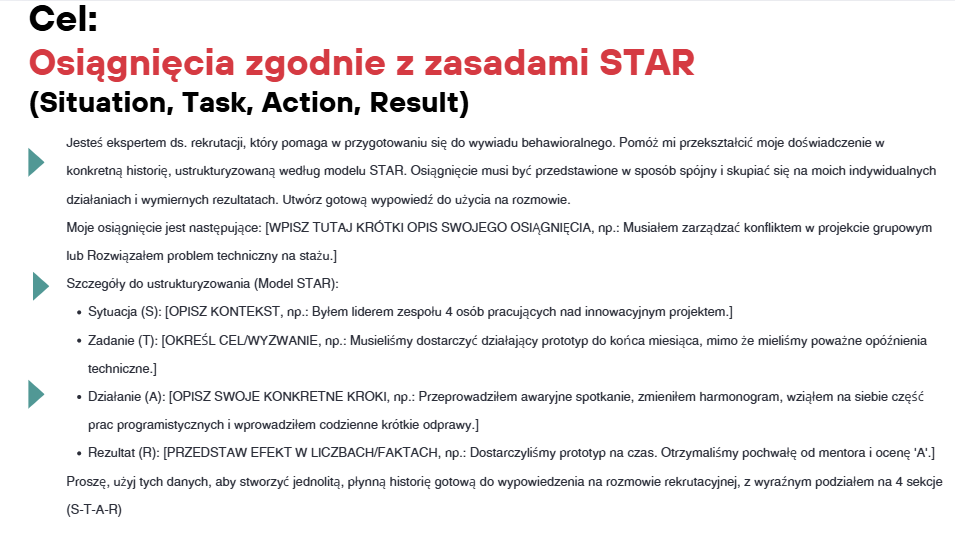 Cel:
Osiągnięcia zgodnie z zasadami STAR
(Situation, Task, Action, Result)
Jesteś ekspertem ds. rekrutacji, który pomaga w przygotowaniu się do wywiadu behawioralnego. Pomóż mi przekształcić moje doświadczenie w
konkretną historię, ustrukturyzowaną według modelu STAR. Osiągnięcie musi być przedstawione w sposób spójny i skupiać się na moich indywidualnych
działaniach i wymiernych rezultatach. Utwórz gotową wypowiedź do użycia na rozmowie.
Moje osiągnięcie jest następujące: [WPISZ TUTAJ KRÓTKI OPIS SWOJEGO OSIĄGNIĘCIA, np.: Musiałem zarządzać konfliktem w projekcie grupowym
lub Rozwiązałem problem techniczny na stażu.]
Szczegóły do ustrukturyzowania (Model STAR):
• Sytuacja (S): [OPISZ KONTEKST, np.: Byłem liderem zespołu 4 osób pracujących nad innowacyjnym projektem.]
• Zadanie (T): [OKREŚL CEL/WYZWANIE, np.: Musieliśmy dostarczyć działający prototyp do końca miesiąca, mimo że mieliśmy poważne opóźnienia
techniczne.]
• Działanie (A): [OPISZ SWOJE KONKRETNE KROKI, np.: Przeprowadziłem awaryjne spotkanie, zmieniłem harmonogram, wziąłem na siebie część
prac programistycznych i wprowadziłem codzienne krótkie odprawy.]
• Rezultat (R): [PRZEDSTAW EFEKT W LICZBACH/FAKTACH, np.: Dostarczyliśmy prototyp na czas. Otrzymaliśmy pochwałę od mentora i ocenę 'A'.]
Proszę, użyj tych danych, aby stworzyć jednolitą, płynną historię gotową do wypowiedzenia na rozmowie rekrutacyjnej, z wyraźnym podziałem na 4 sekcje
(S-T-A-R)